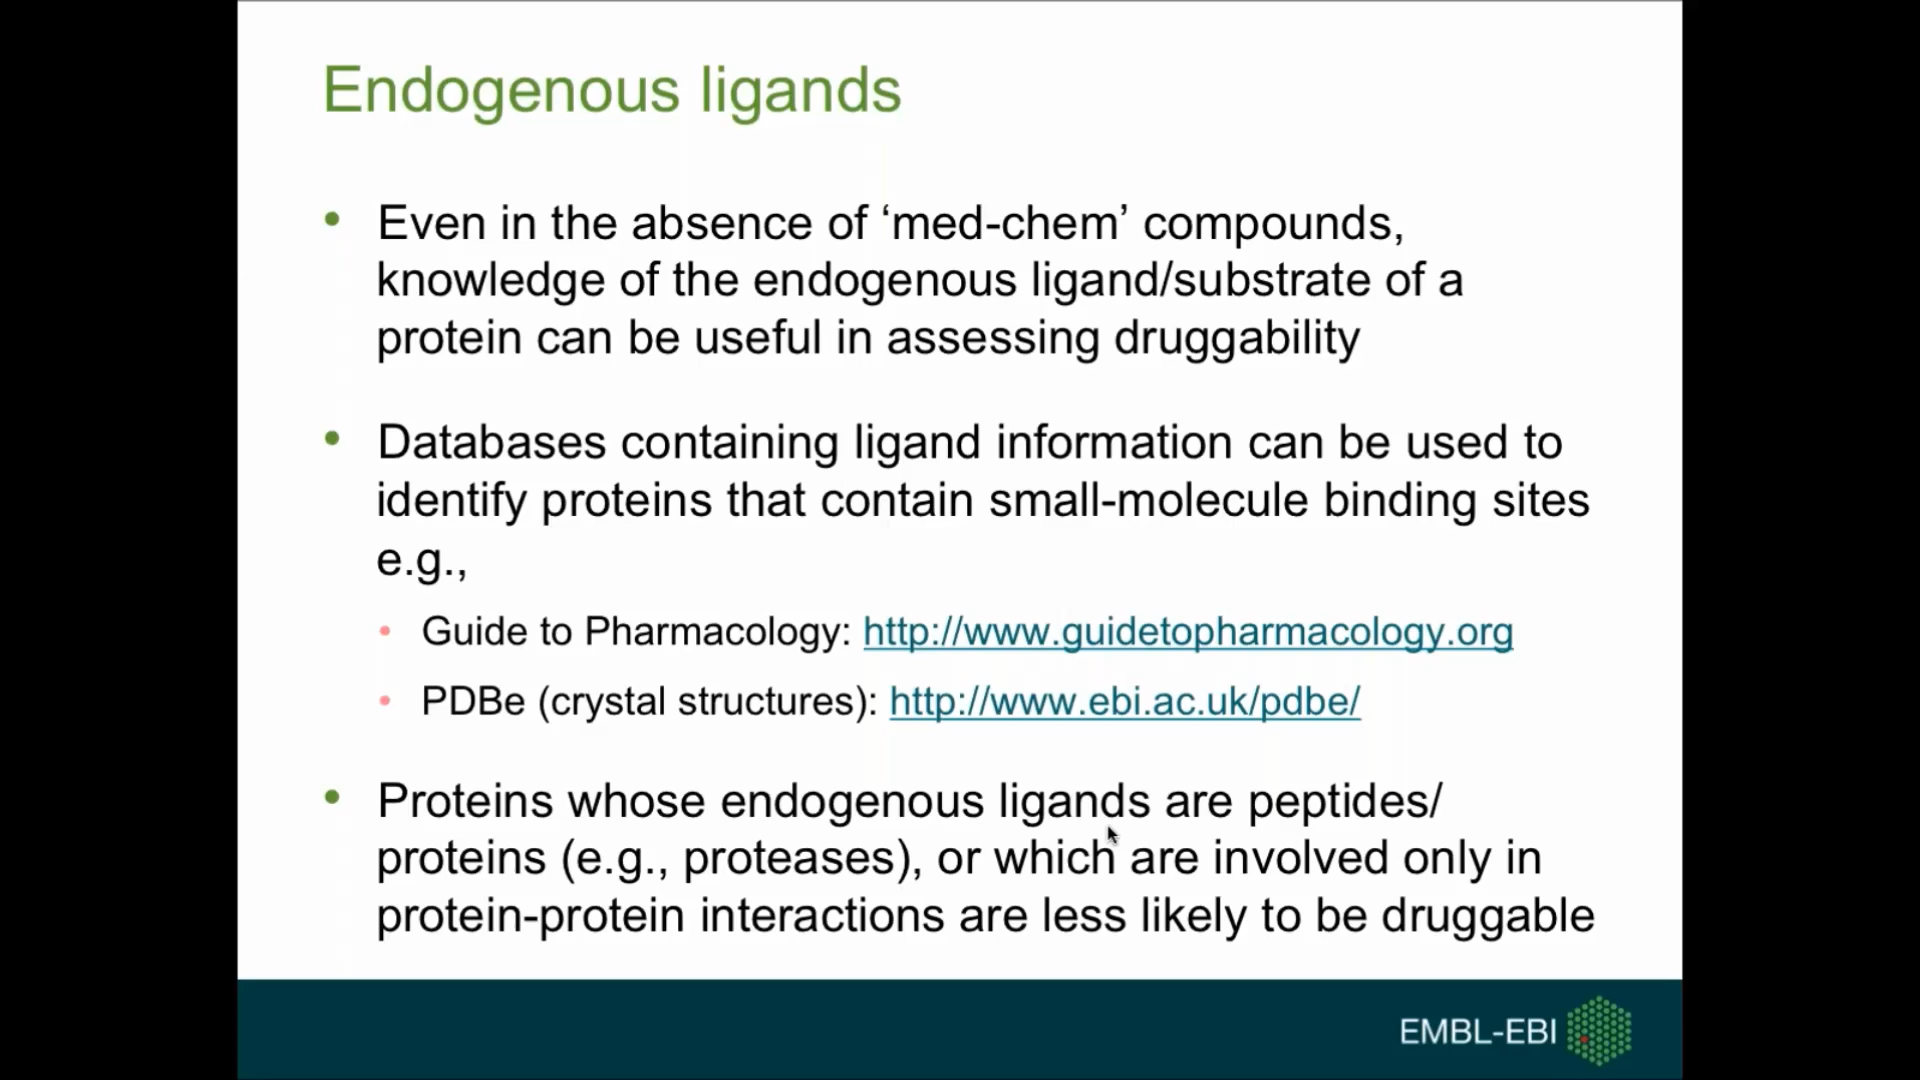 Endogenous ligands
• Even in the absence of ‘med-chem’ compounds,
knowledge of the endogenous ligand/substrate of a
protein can be useful in assessing druggability
• Databases containing ligand information can be used to
identify proteins that contain small-molecule binding sites
e.g.,
• Guide to Pharmacology: http://www.guidetopharmacology.org
• PDBe (crystal structures): http://www.ebi.ac.uk/pdbe/
• Proteins whose endogenous ligands are peptides/
proteins (e.g., proteases), or which are involved only in
protein-protein interactions are less likely to be druggable
EMBL-EBI